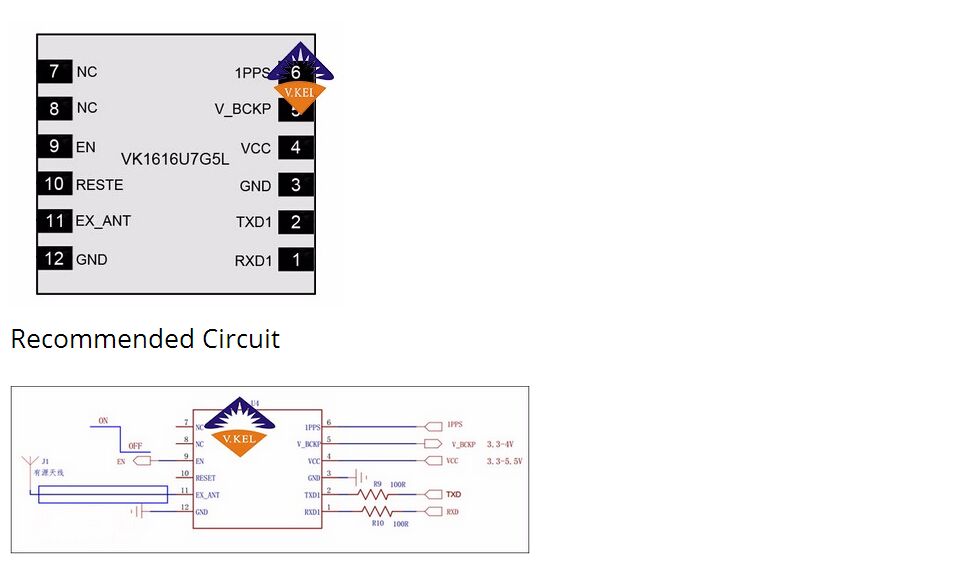 7 NC 1PPS 6
V.KEL
8 NC V_BCKP 5
9 EN VCC 4
VK1616U7G5L
10 RESTE GND 3
11 EX_ANT TXD1 2
12 GND RXD1 1
Recommended Circuit
U4
ON
7 NC 1PPS 6 1PPS
V.KEL
OFF 8 NC V_BCKP 5 V_BCKP 3.3-4V
EN 9 EN VCC 4 VCC 3.3-5.5V
J1
有源天线
10 RESET GND 3
R9 100R
11 EX_ANT TXD1 2 TXD
12 GND RXD1 1 RXD
R10 100R